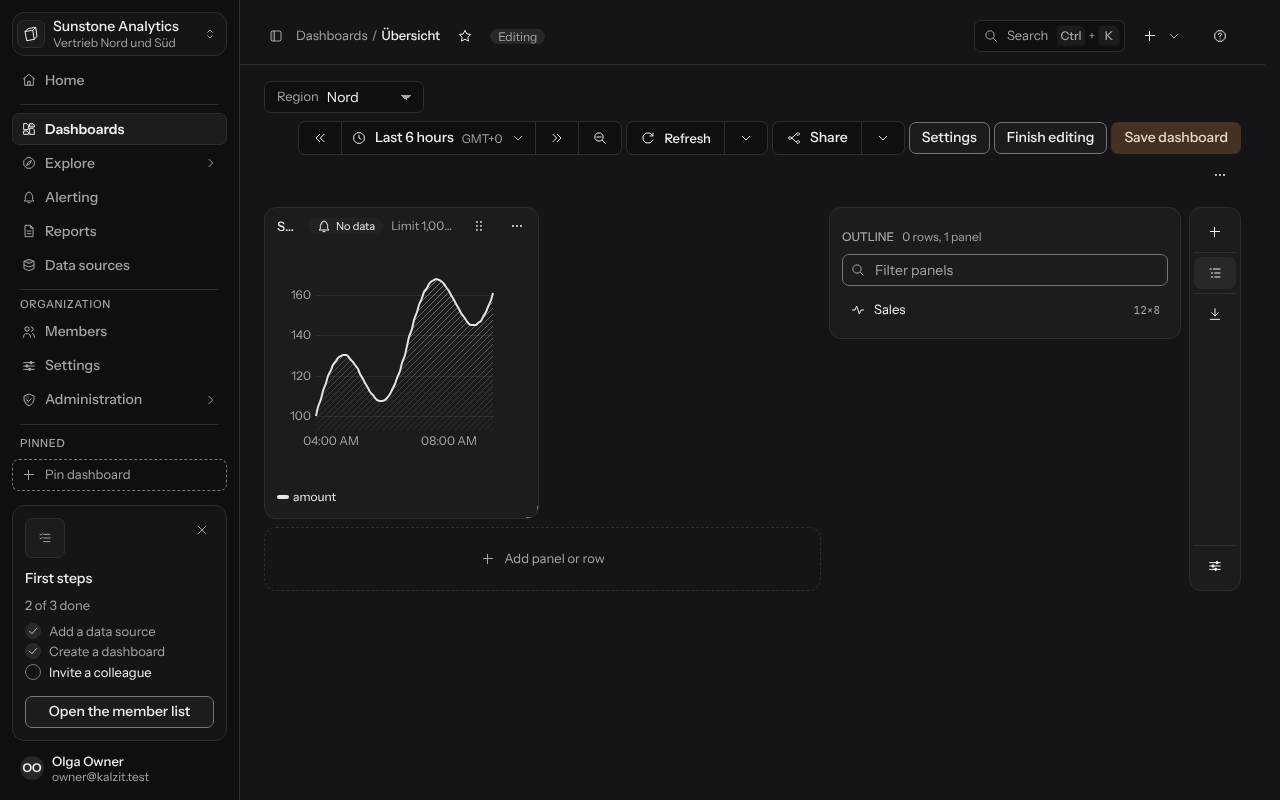 Sunstone Analytics
Vertrieb Nord und Süd
Home
Dashboards
Explore
Alerting
Reports
Data sources
ORGANIZATION
Members
Settings
Administration
PINNED
Pin dashboard
First steps
2 of 3 done
Add a data source
Create a dashboard
Invite a colleague
Open the member list
OO
Olga Owner
owner@kalzit.test
Dashboards / Übersicht
Editing
Search Ctrl + K
Region Nord
Last 6 hours GMT+0
Refresh
Share
Settings
Finish editing
Save dashboard
S... No data Limit 1,00...
160
140
120
100
04:00 AM 08:00 AM
amount
Add panel or row
OUTLINE 0 rows, 1 panel
Filter panels
Sales 12×8